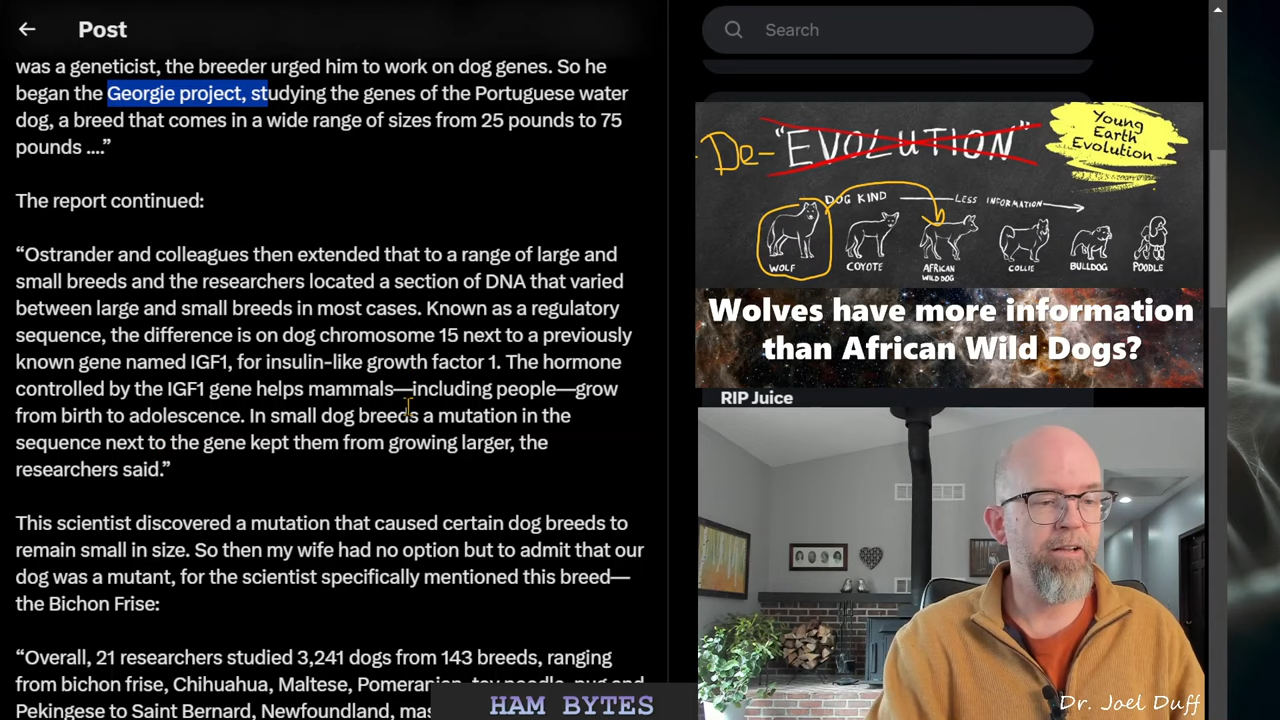 Post
was a geneticist, the breeder urged him to work on dog genes. So he
began the Georgie project, studying the genes of the Portuguese water
dog, a breed that comes in a wide range of sizes from 25 pounds to 75
pounds ....”
The report continued:
“Ostrander and colleagues then extended that to a range of large and
small breeds and the researchers located a section of DNA that varied
between large and small breeds in most cases. Known as a regulatory
sequence, the difference is on dog chromosome 15 next to a previously
known gene named IGF1, for insulin-like growth factor 1. The hormone
controlled by the IGF1 gene helps mammals—including people—grow
from birth to adolescence. In small dog breeds a mutation in the
sequence next to the gene kept them from growing larger, the
researchers said.”
This scientist discovered a mutation that caused certain dog breeds to
remain small in size. So then my wife had no option but to admit that our
dog was a mutant, for the scientist specifically mentioned this breed—
the Bichon Frise:
“Overall, 21 researchers studied 3,241 dogs from 143 breeds, ranging
from bichon frise, Chihuahua, Maltese, Pomeranian, toy poodle, pug and
Pekingese to Saint Bernard, Newfoundland, mas
HAM BYTES
Search
De-"EVOLUTION"
Young
Earth
Evolution
DOG KIND LESS INFORMATION
WOLF
COYOTE
AFRICAN
WILD DOG
COLLIE
BULLDOG
POODLE
Wolves have more information
than African Wild Dogs?
RIP Juice
Dr. Joel Duff